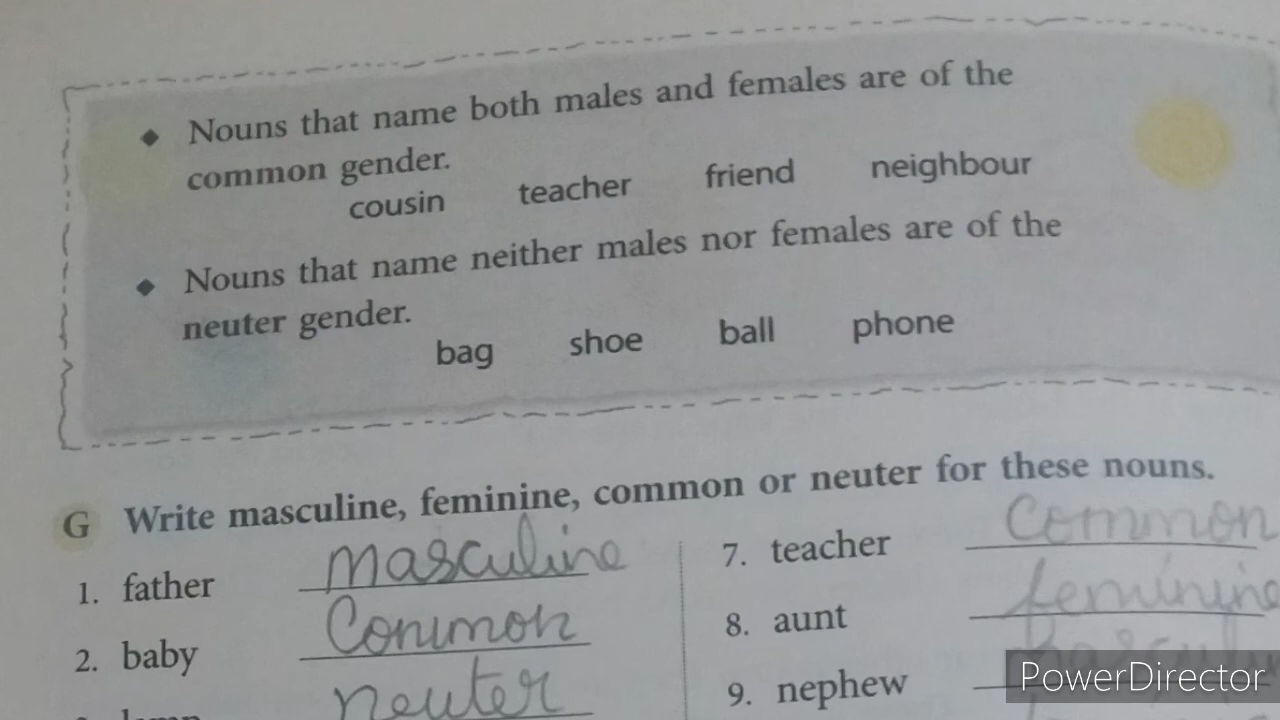 Nouns that name both males and females are of the
common gender.
cousin teacher friend neighbour
Nouns that name neither males nor females are of the
neuter gender.
bag shoe ball phone
G Write masculine, feminine, common or neuter for these nouns.
1. father masculine
2. baby Common
neuter
7. teacher Common
8. aunt feminine
9. nephew
PowerDirector